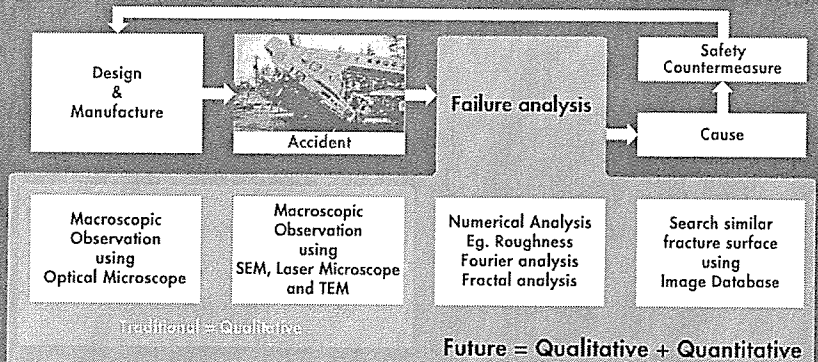 Design
&
Manufacture
Accident
Failure analysis
Safety
Countermeasure
Cause
Macroscopic
Observation
using
Optical Microscope
Macroscopic
Observation
using
SEM, Laser Microscope
and TEM
Numerical Analysis
Eg. Roughness
Fourier analysis
Fractal analysis
Search similar
fracture surface
using
Image Database
Traditional = Qualitative
Future = Qualitative + Quantitative